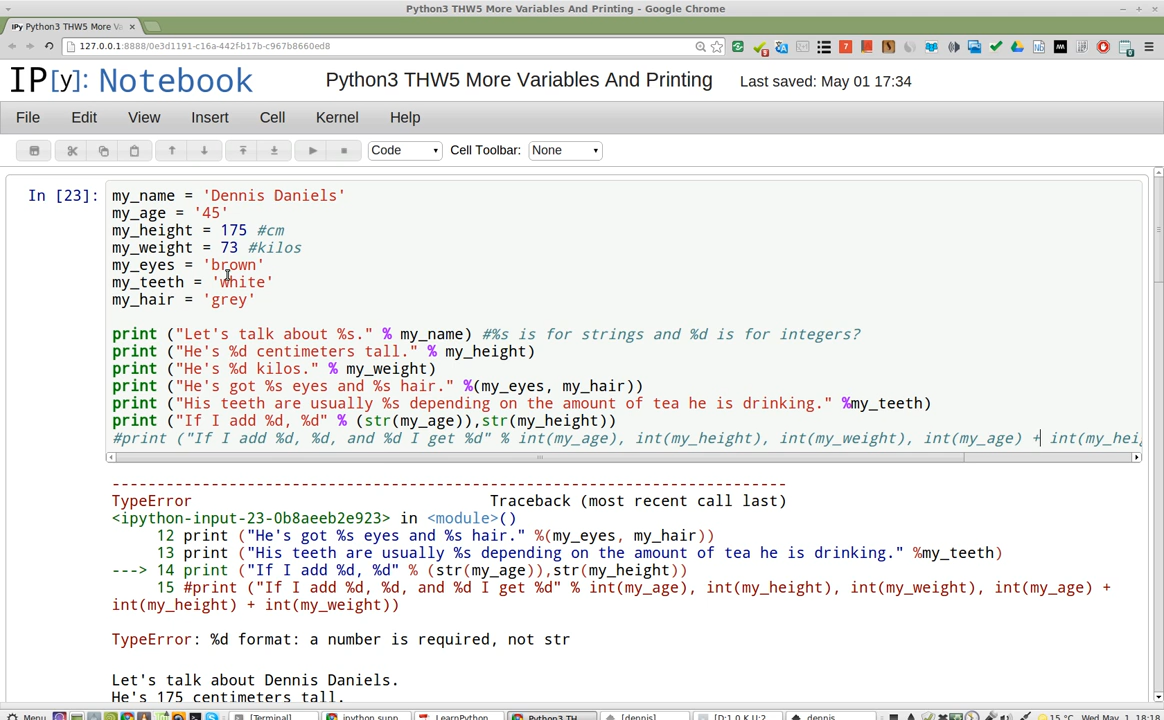 Python3 THW5 More Variables And Printing - Google Chrome
IPy Python3 THW5 More Va
127.0.0.1:8888/0e3d1191-c16a-442fb17b-c967b8660ed8
IP[y]: Notebook Python3 THW5 More Variables And Printing Last saved: May 01 17:34
File Edit View Insert Cell Kernel Help
Code Cell Toolbar: None
In [23]: my_name = 'Dennis Daniels'
my_age = '45'
my_height = 175 #cm
my_weight = 73 #kilos
my_eyes = 'brown'
my_teeth = 'white'
my_hair = 'grey'
print ("Let's talk about %s." % my_name) #%s is for strings and %d is for integers?
print ("He's %d centimeters tall." % my_height)
print ("He's %d kilos." % my_weight)
print ("He's got %s eyes and %s hair." %(my_eyes, my_hair))
print ("His teeth are usually %s depending on the amount of tea he is drinking." %my_teeth)
print ("If I add %d, %d" % (str(my_age)),str(my_height))
#print ("If I add %d, %d, and %d I get %d" % int(my_age), int(my_height), int(my_weight), int(my_age) + int(my_heig
---------------------------------------------------------------------------
TypeError Traceback (most recent call last)
<ipython-input-23-0b8aeeb2e923> in <module>()
12 print ("He's got %s eyes and %s hair." %(my_eyes, my_hair))
13 print ("His teeth are usually %s depending on the amount of tea he is drinking." %my_teeth)
---> 14 print ("If I add %d, %d" % (str(my_age)),str(my_height))
15 #print ("If I add %d, %d, and %d I get %d" % int(my_age), int(my_height), int(my_weight), int(my_age) +
int(my_height) + int(my_weight))
TypeError: %d format: a number is required, not str
Let's talk about Dennis Daniels.
He's 175 centimeters tall.
Menu [Terminal] ipython supp LearnPython Python3 TH [dennis] [D:1.0 K:U:? dennis 15 °C Wed May 1, 18:10